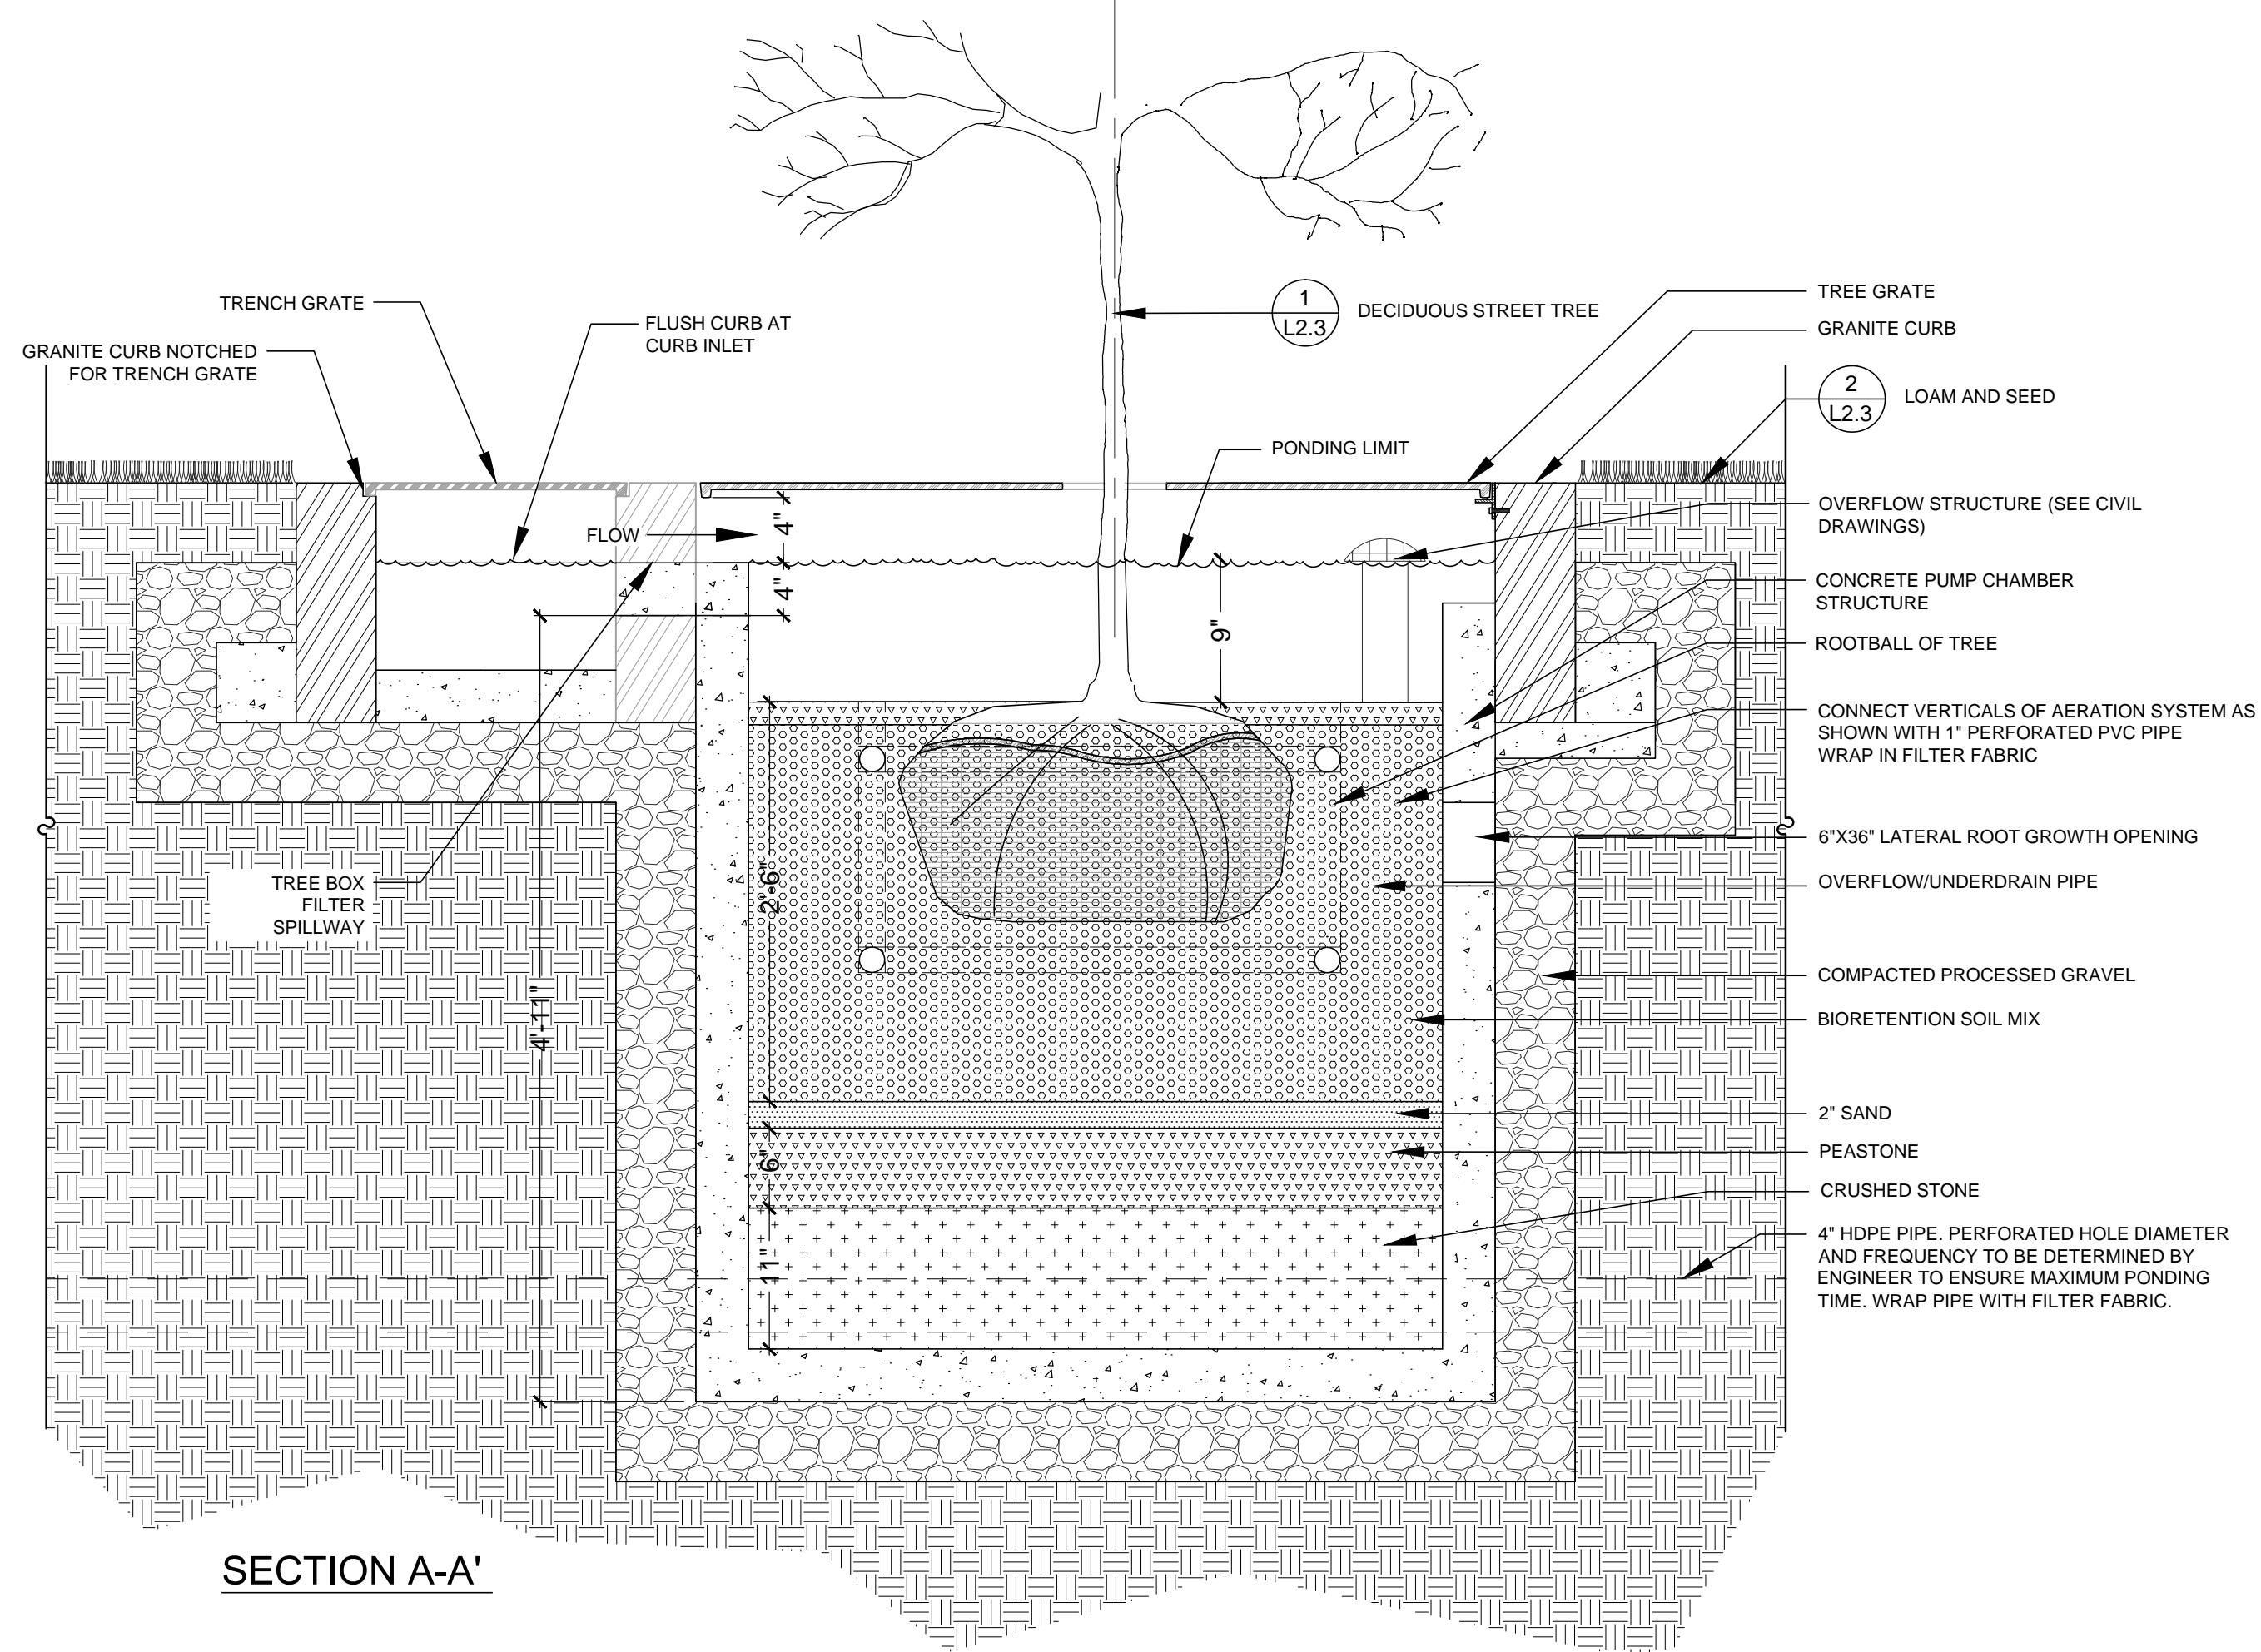 TRENCH GRATE
FLUSH CURB AT
CURB INLET
GRANITE CURB NOTCHED
FOR TRENCH GRATE
1
L2.3
DECIDUOUS STREET TREE
TREE GRATE
GRANITE CURB
2
L2.3
LOAM AND SEED
PONDING LIMIT
FLOW
4"
4"
9"
OVERFLOW STRUCTURE (SEE CIVIL
DRAWINGS)
CONCRETE PUMP CHAMBER
STRUCTURE
ROOTBALL OF TREE
CONNECT VERTICALS OF AERATION SYSTEM AS
SHOWN WITH 1" PERFORATED PVC PIPE
WRAP IN FILTER FABRIC
6"X36" LATERAL ROOT GROWTH OPENING
OVERFLOW/UNDERDRAIN PIPE
TREE BOX
FILTER
SPILLWAY
2'-6"
4'-11"
COMPACTED PROCESSED GRAVEL
BIORETENTION SOIL MIX
2" SAND
PEASTONE
6"
CRUSHED STONE
11"
4" HDPE PIPE. PERFORATED HOLE DIAMETER
AND FREQUENCY TO BE DETERMINED BY
ENGINEER TO ENSURE MAXIMUM PONDING
TIME. WRAP PIPE WITH FILTER FABRIC.
SECTION A-A'